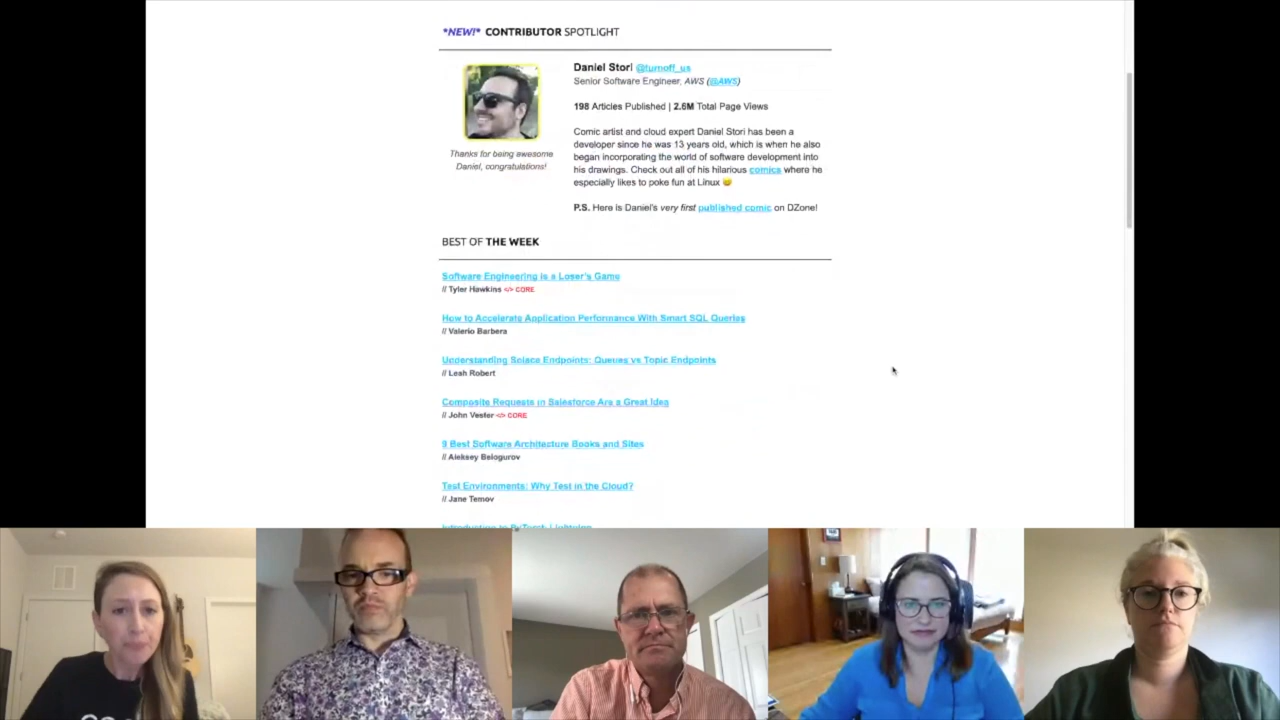 *NEW!* CONTRIBUTOR SPOTLIGHT
Daniel Stori @turnoff_us
Senior Software Engineer, AWS (@AWS)
198 Articles Published | 2.6M Total Page Views
Comic artist and cloud expert Daniel Stori has been a
developer since he was 13 years old, which is when he also
began incorporating the world of software development into
his drawings. Check out all of his hilarious comics where he
especially likes to poke fun at Linux 😄
Thanks for being awesome
Daniel, congratulations!
P.S. Here is Daniel's very first published comic on DZone!
BEST OF THE WEEK
Software Engineering is a Loser's Game
// Tyler Hawkins </> CORE
How to Accelerate Application Performance With Smart SQL Queries
// Valerio Barbera
Understanding Solace Endpoints: Queues vs Topic Endpoints
// Leah Robert
Composite Requests in Salesforce Are a Great Idea
// John Vester </> CORE
9 Best Software Architecture Books and Sites
// Aleksey Belogurov
Test Environments: Why Test in the Cloud?
// Jane Temov
Introduction to PyTorch Lightning